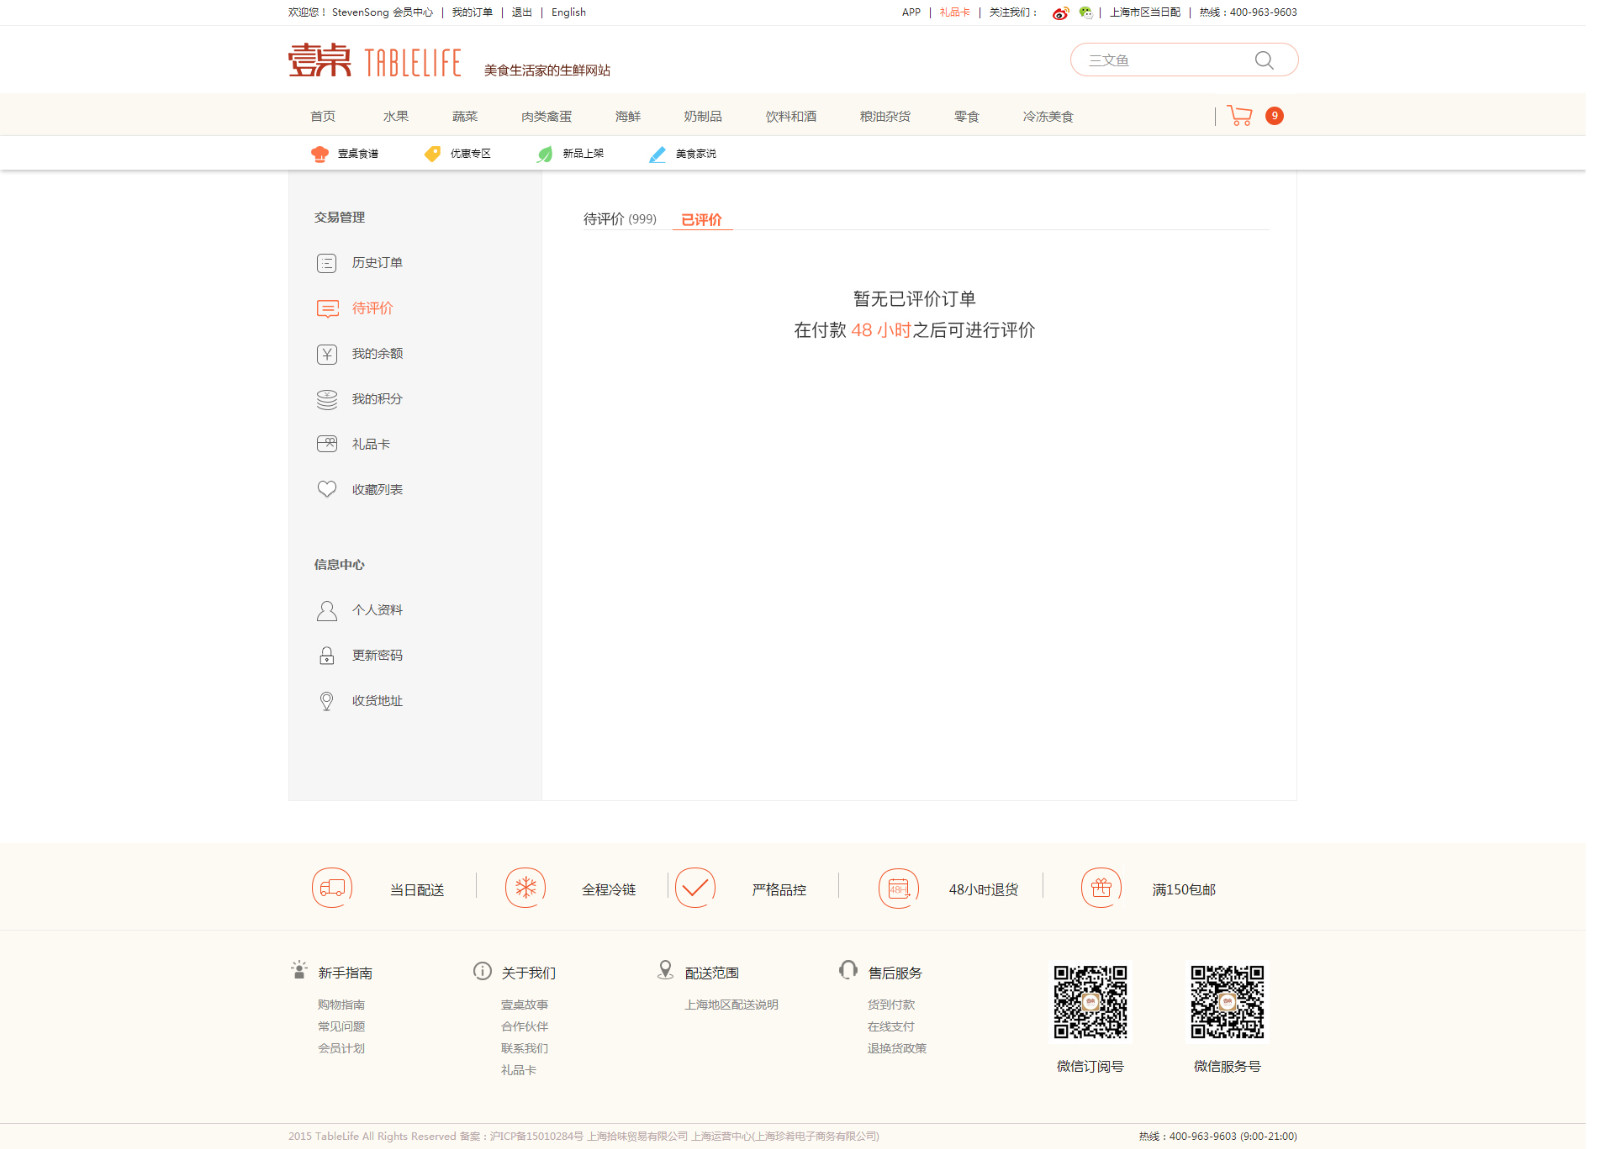 欢迎您！ StevenSong 会员中心 | 我的订单 | 退出 | English
APP | 礼品卡 | 关注我们： | 上海市区当日配 | 热线：400-963-9603
壹桌 TABLELIFE 美食生活家的生鲜网站
三文鱼
首页 水果 蔬菜 肉类禽蛋 海鲜 奶制品 饮料和酒 粮油杂货 零食 冷冻美食 9
壹桌食谱 优惠专区 新品上架 美食家说
交易管理
历史订单
待评价
我的余额
我的积分
礼品卡
收藏列表
信息中心
个人资料
更新密码
收货地址
待评价 (999) 已评价
暂无已评价订单
在付款 48 小时之后可进行评价
当日配送 全程冷链 严格品控 48H 48小时退货 满150包邮
新手指南
购物指南
常见问题
会员计划
关于我们
壹桌故事
合作伙伴
联系我们
礼品卡
配送范围
上海地区配送说明
售后服务
货到付款
在线支付
退换货政策
微信订阅号
微信服务号
2015 TableLife All Rights Reserved 备案：沪ICP备15010284号 上海拾味贸易有限公司 上海运营中心(上海珍肴电子商务有限公司)
热线：400-963-9603 (9:00-21:00)